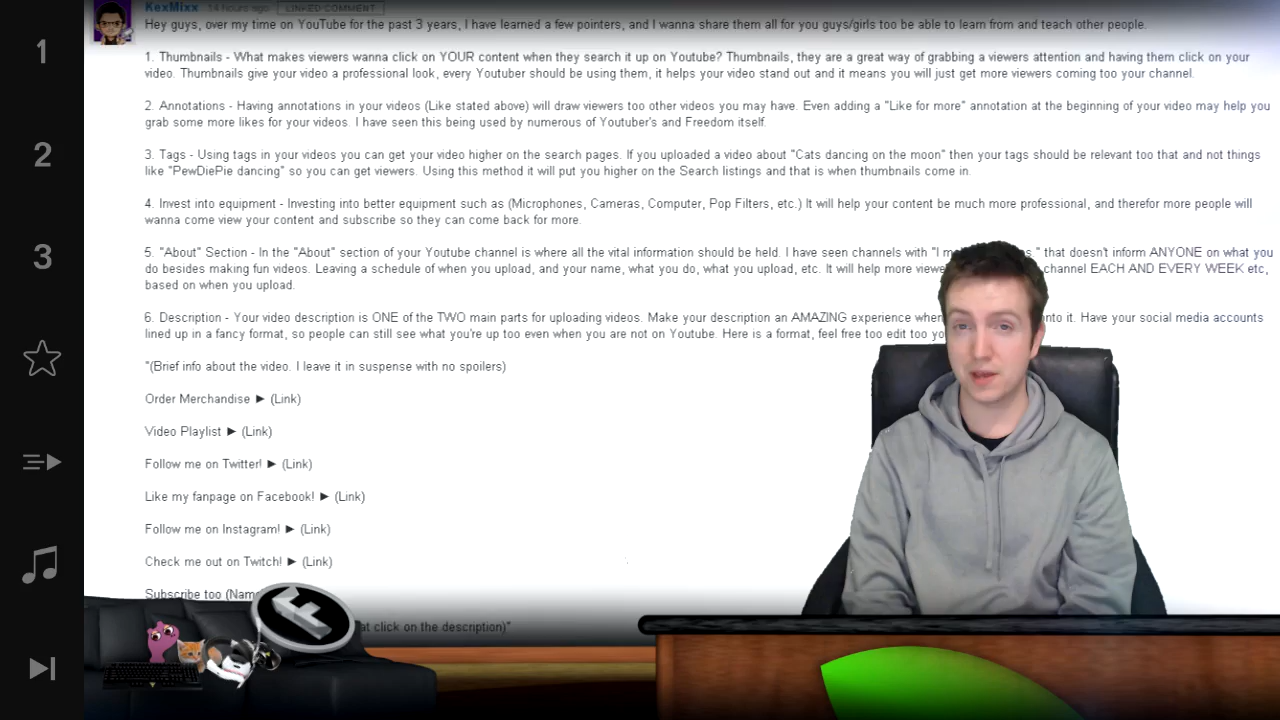 KexMixx 14 hours ago LINKED COMMENT
Hey guys, over my time on YouTube for the past 3 years, I have learned a few pointers, and I wanna share them all for you guys/girls too be able to learn from and teach other people.
1
1. Thumbnails - What makes viewers wanna click on YOUR content when they search it up on Youtube? Thumbnails, they are a great way of grabbing a viewers attention and having them click on your
video. Thumbnails give your video a professional look, every Youtuber should be using them, it helps your video stand out and it means you will just get more viewers coming too your channel.
2. Annotations - Having annotations in your videos (Like stated above) will draw viewers too other videos you may have. Even adding a "Like for more" annotation at the beginning of your video may help you
grab some more likes for your videos. I have seen this being used by numerous of Youtuber's and Freedom itself.
2
3. Tags - Using tags in your videos you can get your video higher on the search pages. If you uploaded a video about "Cats dancing on the moon" then your tags should be relevant too that and not things
like "PewDiePie dancing" so you can get viewers. Using this method it will put you higher on the Search listings and that is when thumbnails come in.
4. Invest into equipment - Investing into better equipment such as (Microphones, Cameras, Computer, Pop Filters, etc.) It will help your content be much more professional, and therefor more people will
wanna come view your content and subscribe so they can come back for more.
3
5. "About" Section - In the "About" section of your Youtube channel is where all the vital information should be held. I have seen channels with "I that doesn't inform ANYONE on what you
do besides making fun videos. Leaving a schedule of when you upload, and your name, what you do, what you upload, etc. It will help more channel EACH AND EVERY WEEK etc,
based on when you upload.
6. Description - Your video description is ONE of the TWO main parts for uploading videos. Make your description an AMAZING experience onto it. Have your social media accounts
lined up in a fancy format, so people can still see what you're up too even when you are not on Youtube. Here is a format, feel free too edit too
"(Brief info about the video. I leave it in suspense with no spoilers)
Order Merchandise ► (Link)
Video Playlist ► (Link)
Follow me on Twitter! ► (Link)
Like my fanpage on Facebook! ► (Link)
Follow me on Instagram! ► (Link)
Check me out on Twitch! ► (Link)
Subscribe too (Name
click on the description)"